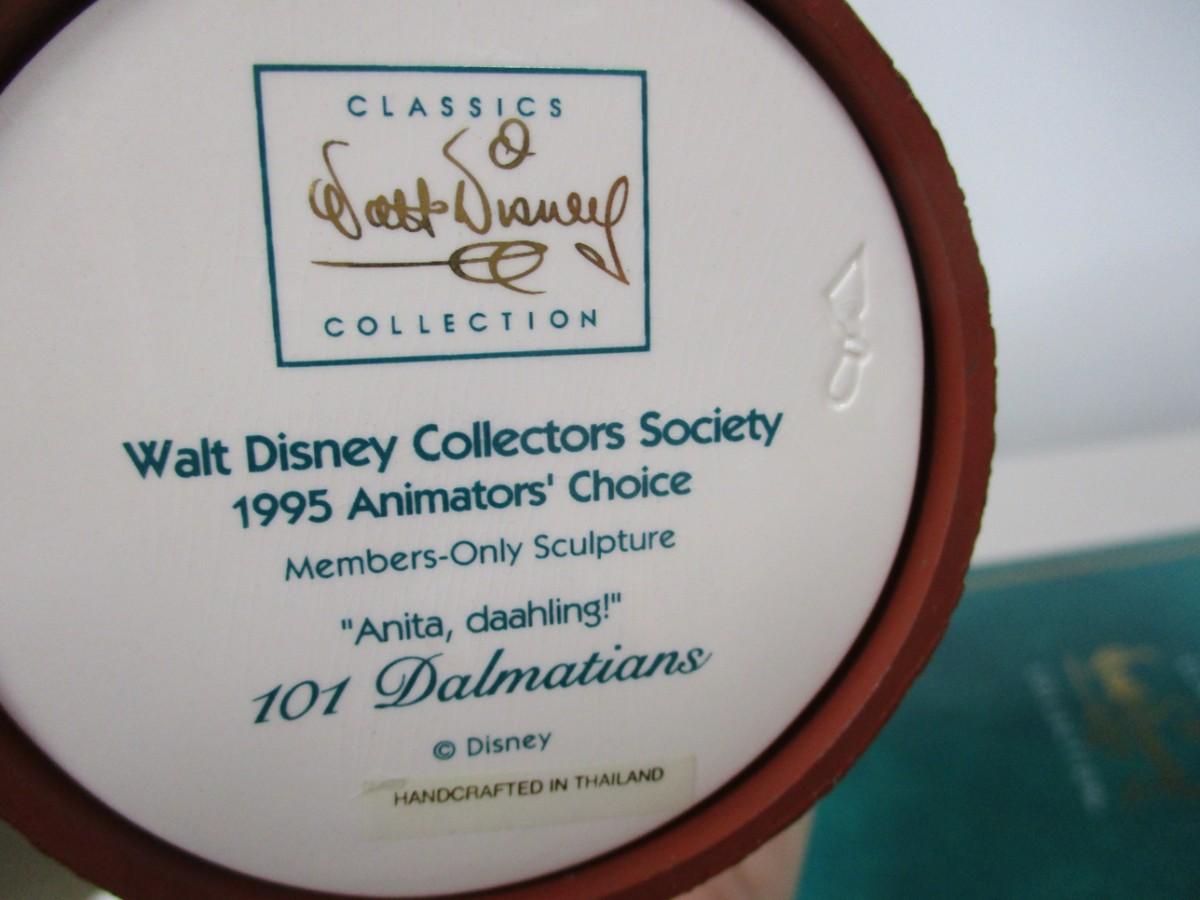 CLASSICS
Walt Disney
COLLECTION
Walt Disney Collectors Society
1995 Animators' Choice
Members-Only Sculpture
"Anita, daahling!"
101 Dalmatians
© Disney
HANDCRAFTED IN THAILAND